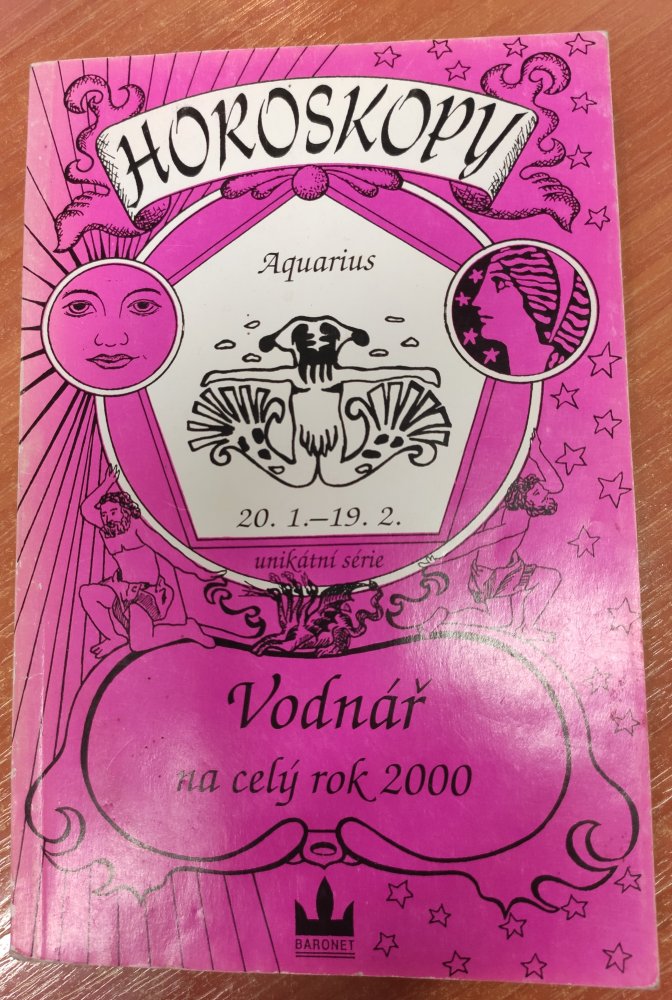 HOROSKOPY
Aquarius
20. 1.–19. 2.
unikátní série
Vodnář
na celý rok 2000
BARONET